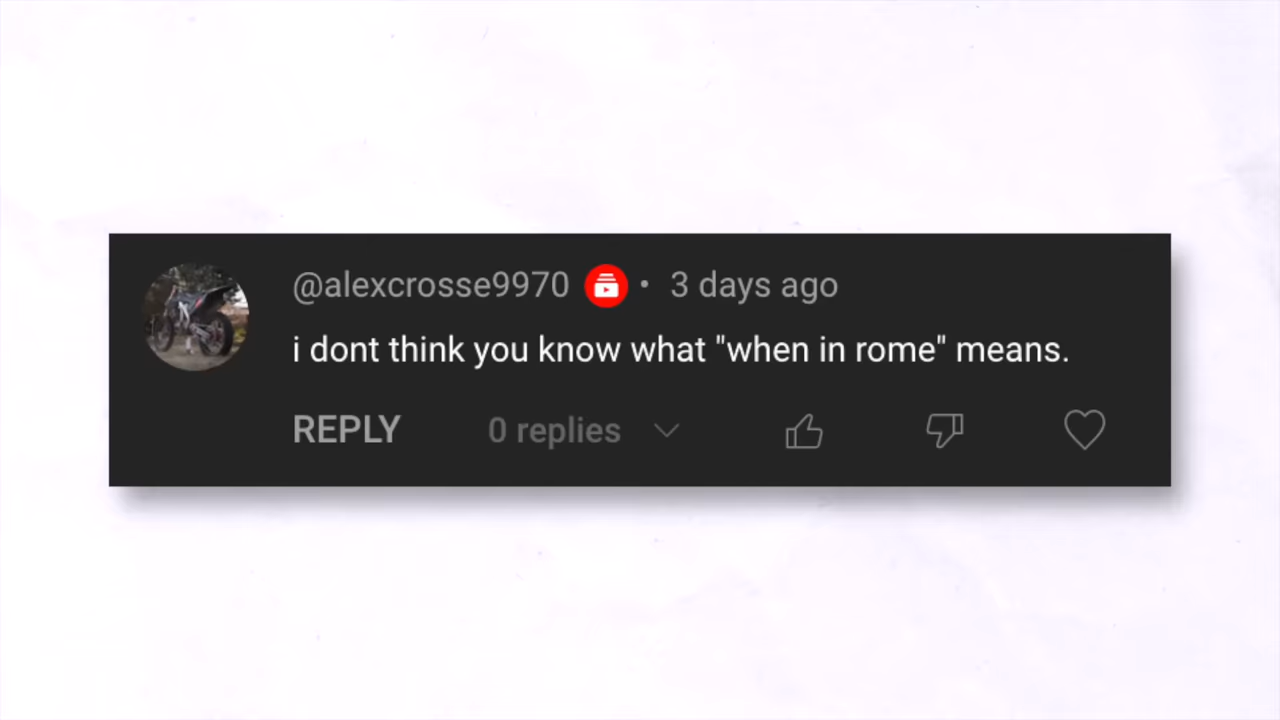 @alexcrosse9970 • 3 days ago
i dont think you know what "when in rome" means.
REPLY 0 replies